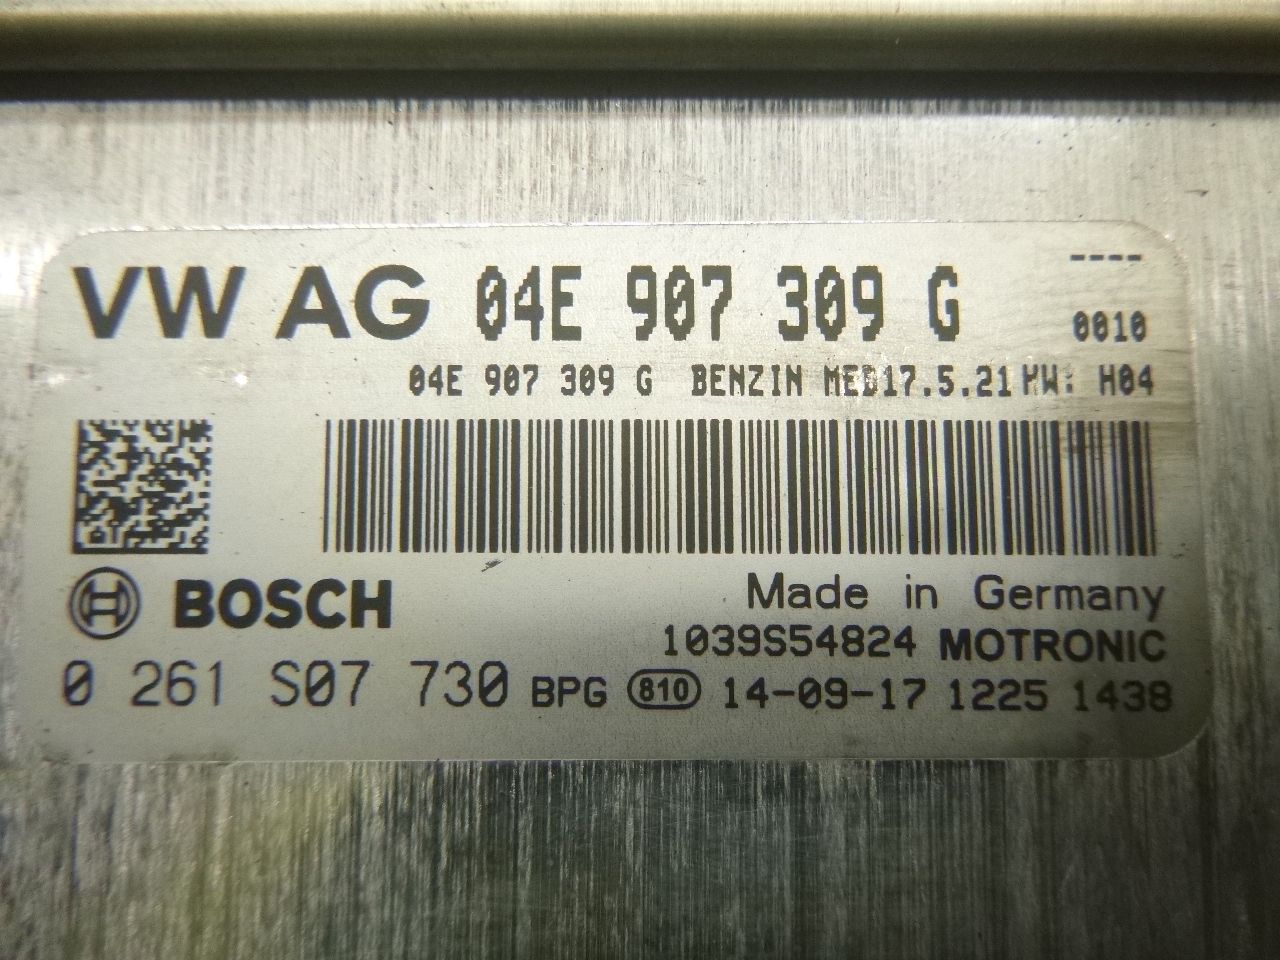 VW AG 04E 907 309 G ----
0010
04E 907 309 G BENZIN MED17.5.21 HW: H04
BOSCH
Made in Germany
1039S54824 MOTRONIC
0 261 S07 730 BPG 810 14-09-17 1225 1438